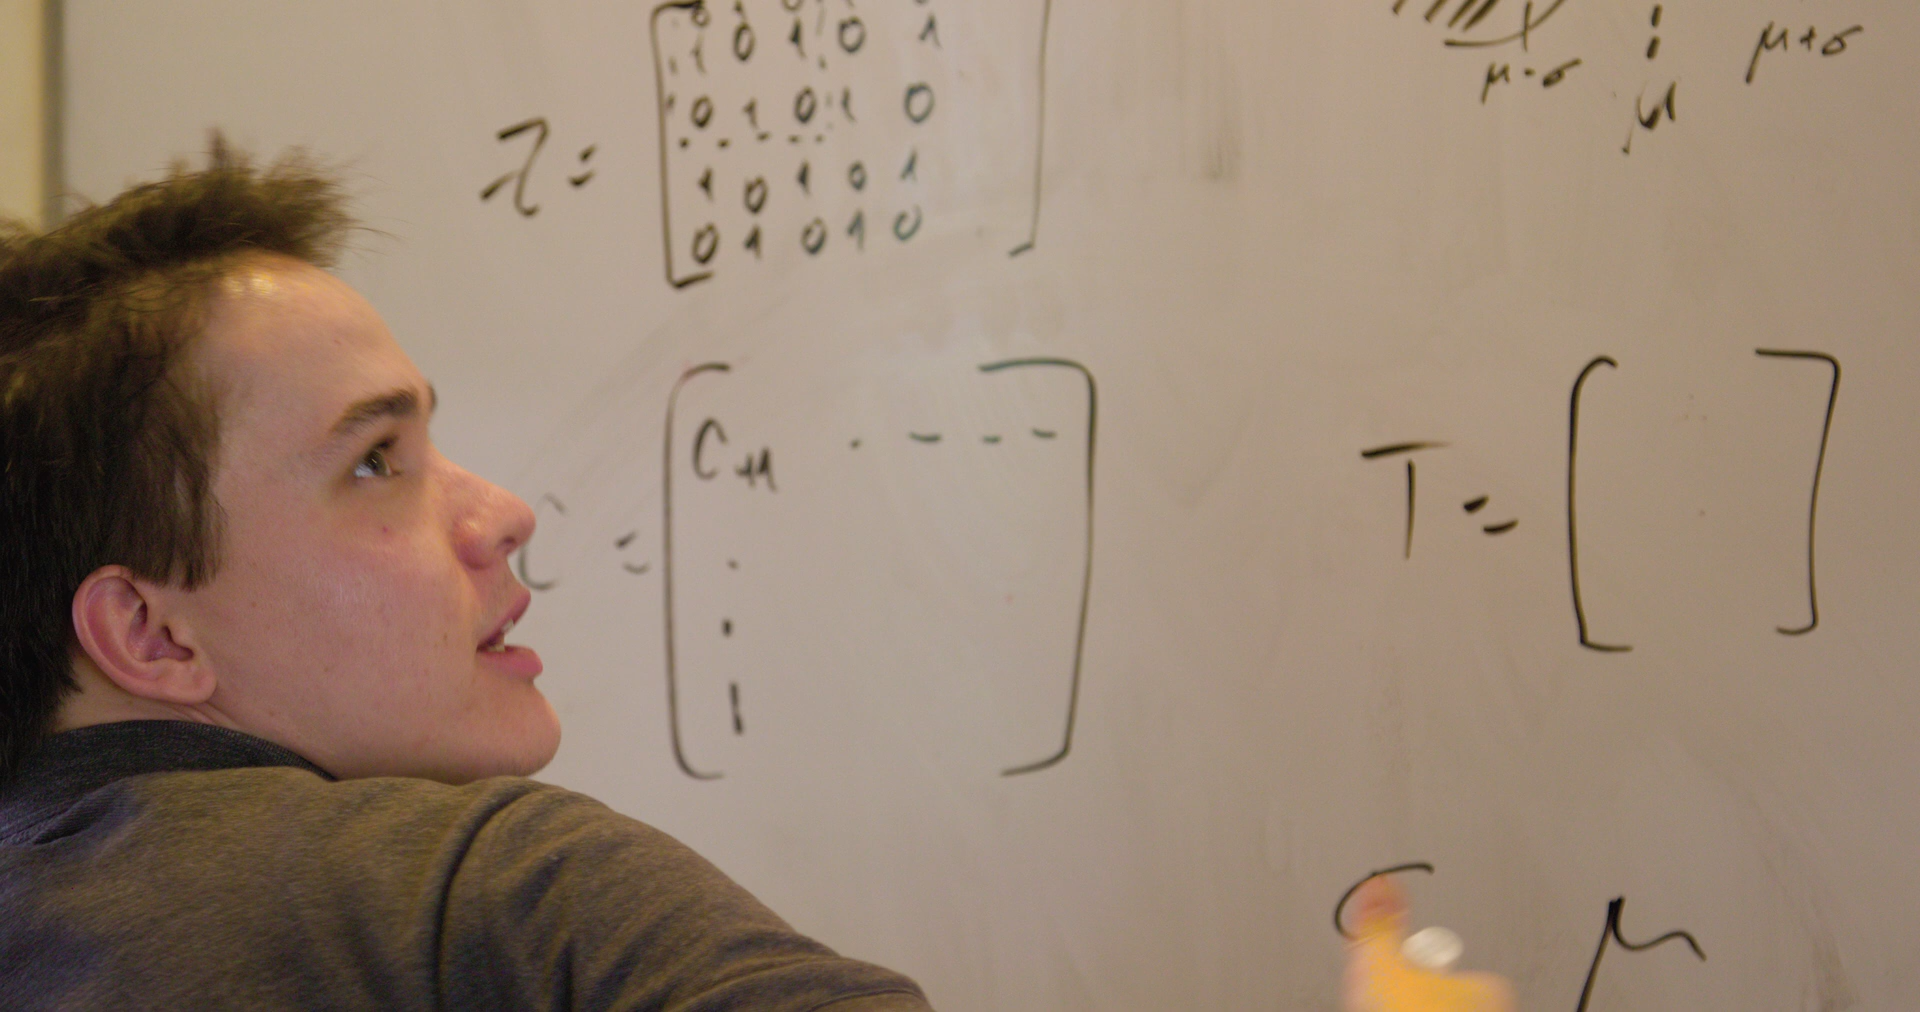 1 0 1 0 1
0 1 0 1 0
1 0 1 0 1
0 1 0 1 0
μ-σ
μ
μ+σ
C = C11 . - - -
T =
C μ